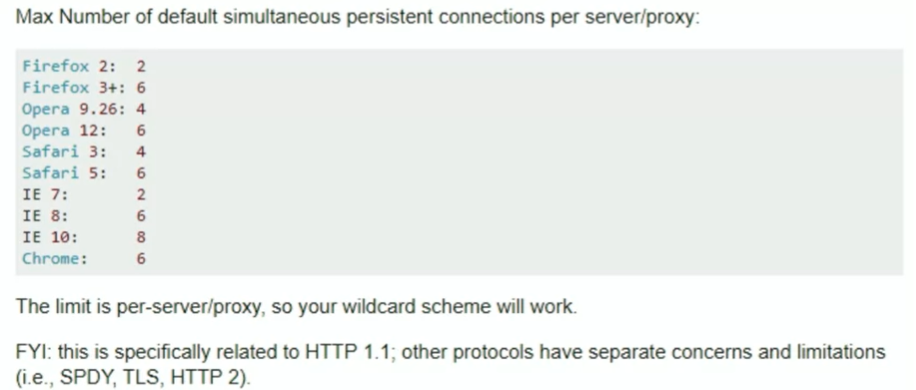 Max Number of default simultaneous persistent connections per server/proxy:
Firefox 2: 2
Firefox 3+: 6
Opera 9.26: 4
Opera 12: 6
Safari 3: 4
Safari 5: 6
IE 7: 2
IE 8: 6
IE 10: 8
Chrome: 6
The limit is per-server/proxy, so your wildcard scheme will work.
FYI: this is specifically related to HTTP 1.1; other protocols have separate concerns and limitations
(i.e., SPDY, TLS, HTTP 2).